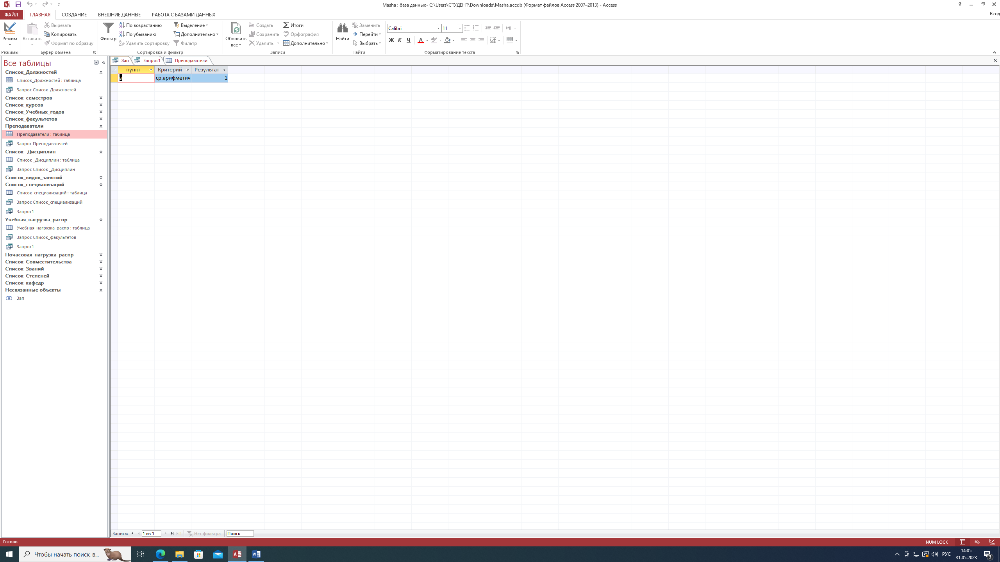 Masha : база данных- C:\Users\СТУДЕНТ\Downloads\Masha.accdb (Формат файлов Access 2007–2013) - Access
ФАЙЛ ГЛАВНАЯ СОЗДАНИЕ ВНЕШНИЕ ДАННЫЕ РАБОТА С БАЗАМИ ДАННЫХ Вход
Режим
Режимы
Вставить
Вырезать
Копировать
Формат по образцу
Буфер обмена
Фильтр
По возрастанию
По убыванию
Удалить сортировку
Выделение
Дополнительно
Фильтр
Сортировка и фильтр
Обновить
все
Создать
Сохранить
Удалить
Итоги
Орфография
Дополнительно
Записи
Найти
Заменить
Перейти
Выбрать
Найти
Calibri 11
Ж К Ч
Форматирование текста
Все таблицы
Список_Должностей
Список_Должностей : таблица
Запрос Список_Должностей
Список_семестров
Список_курсов
Список_Учебных_годов
Список_факультетов
Преподаватели
Преподаватели : таблица
Запрос Преподавателей
Список _Дисциплин
Список _Дисциплин : таблица
Запрос Список _Дисциплин
Список_видов_занятий
Список_специализаций
Список_специализаций : таблица
Запрос Список_специализаций
Запрос1
Учебная_нагрузка_распр
Учебная_нагрузка_распр : таблица
Запрос Список_факультетов
Запрос1
Почасовая_нагрузка_распр
Список_Совместительства
Список_Званий
Список_Степеней
Список_кафедр
Несвязанные объекты
Зап
Зап Запрос1 Преподаватели
пункт Критерий Результат
а ср.арифметич 1
Запись: 1 из 1 Нет фильтра Поиск
Готово NUM LOCK SQL
Чтобы начать поиск, в...
РУС
14:05
31.05.2023
3